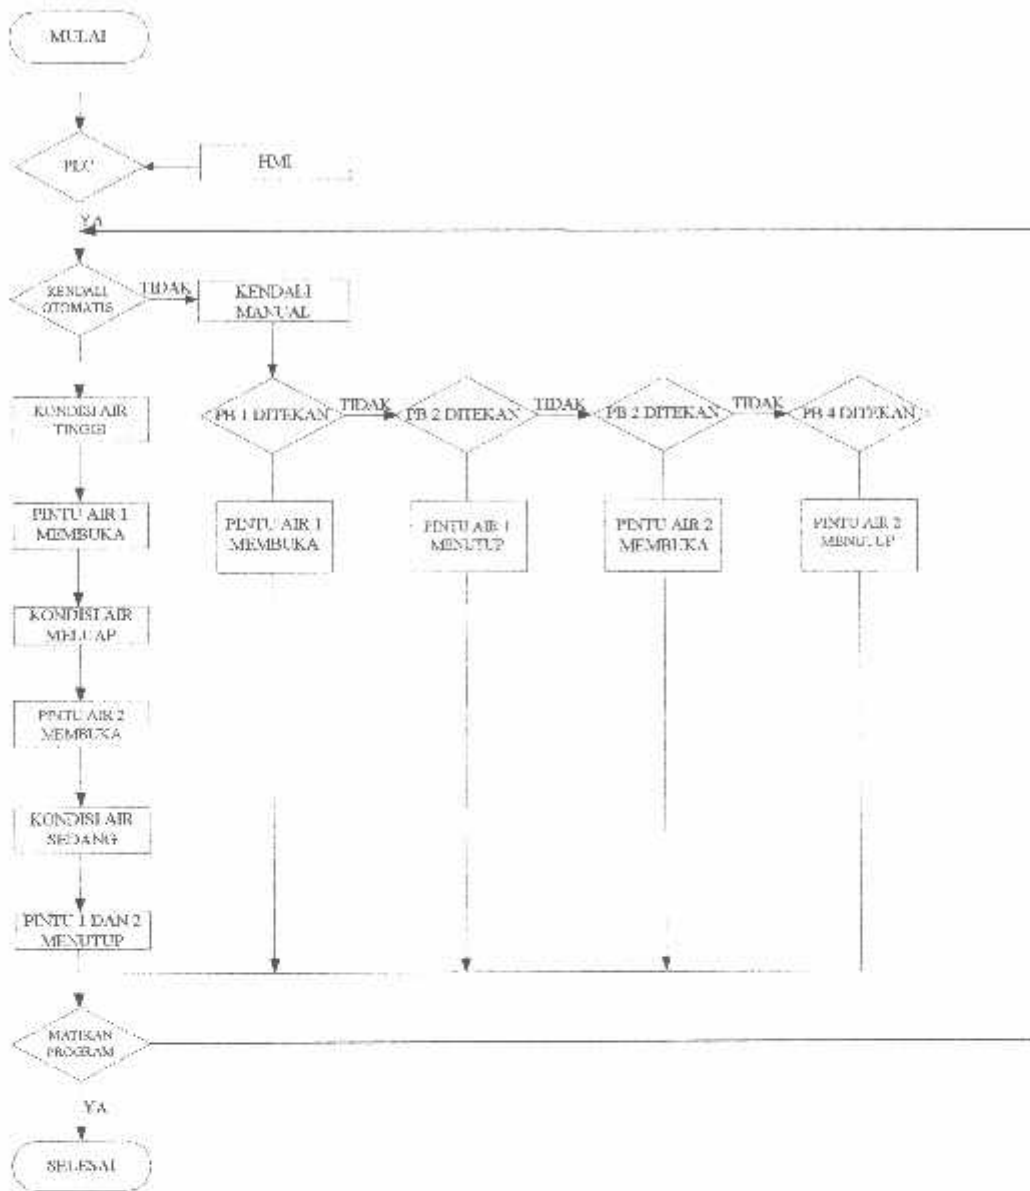 MULAI
PLC
HMI
YA
KENDALI
OTOMATIS
TIDAK
KENDALI
MANUAL
KONDISI AIR
TINGGI
PB 1 DITEKAN
TIDAK
PB 2 DITEKAN
TIDAK
PB 2 DITEKAN
TIDAK
PB 4 DITEKAN
PINTU AIR 1
MEMBUKA
PINTU AIR 1
MEMBUKA
PINTU AIR 1
MENUTUP
PINTU AIR 2
MEMBUKA
PINTU AIR 2
MENUTUP
KONDISI AIR
MELUAP
PINTU AIR 2
MEMBUKA
KONDISI AIR
SEDANG
PINTU 1 DAN 2
MENUTUP
MATIKAN
PROGRAM
YA
SELESAI